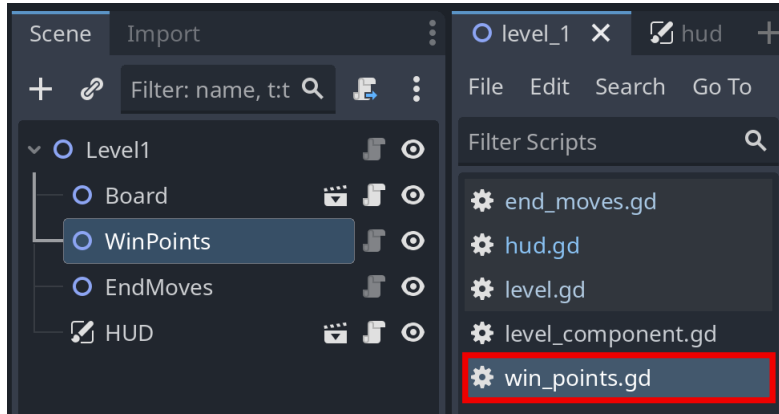 Scene Import
Filter: name, t:t
Level1
Board
WinPoints
EndMoves
HUD
level_1 hud
File Edit Search Go To
Filter Scripts
end_moves.gd
hud.gd
level.gd
level_component.gd
win_points.gd